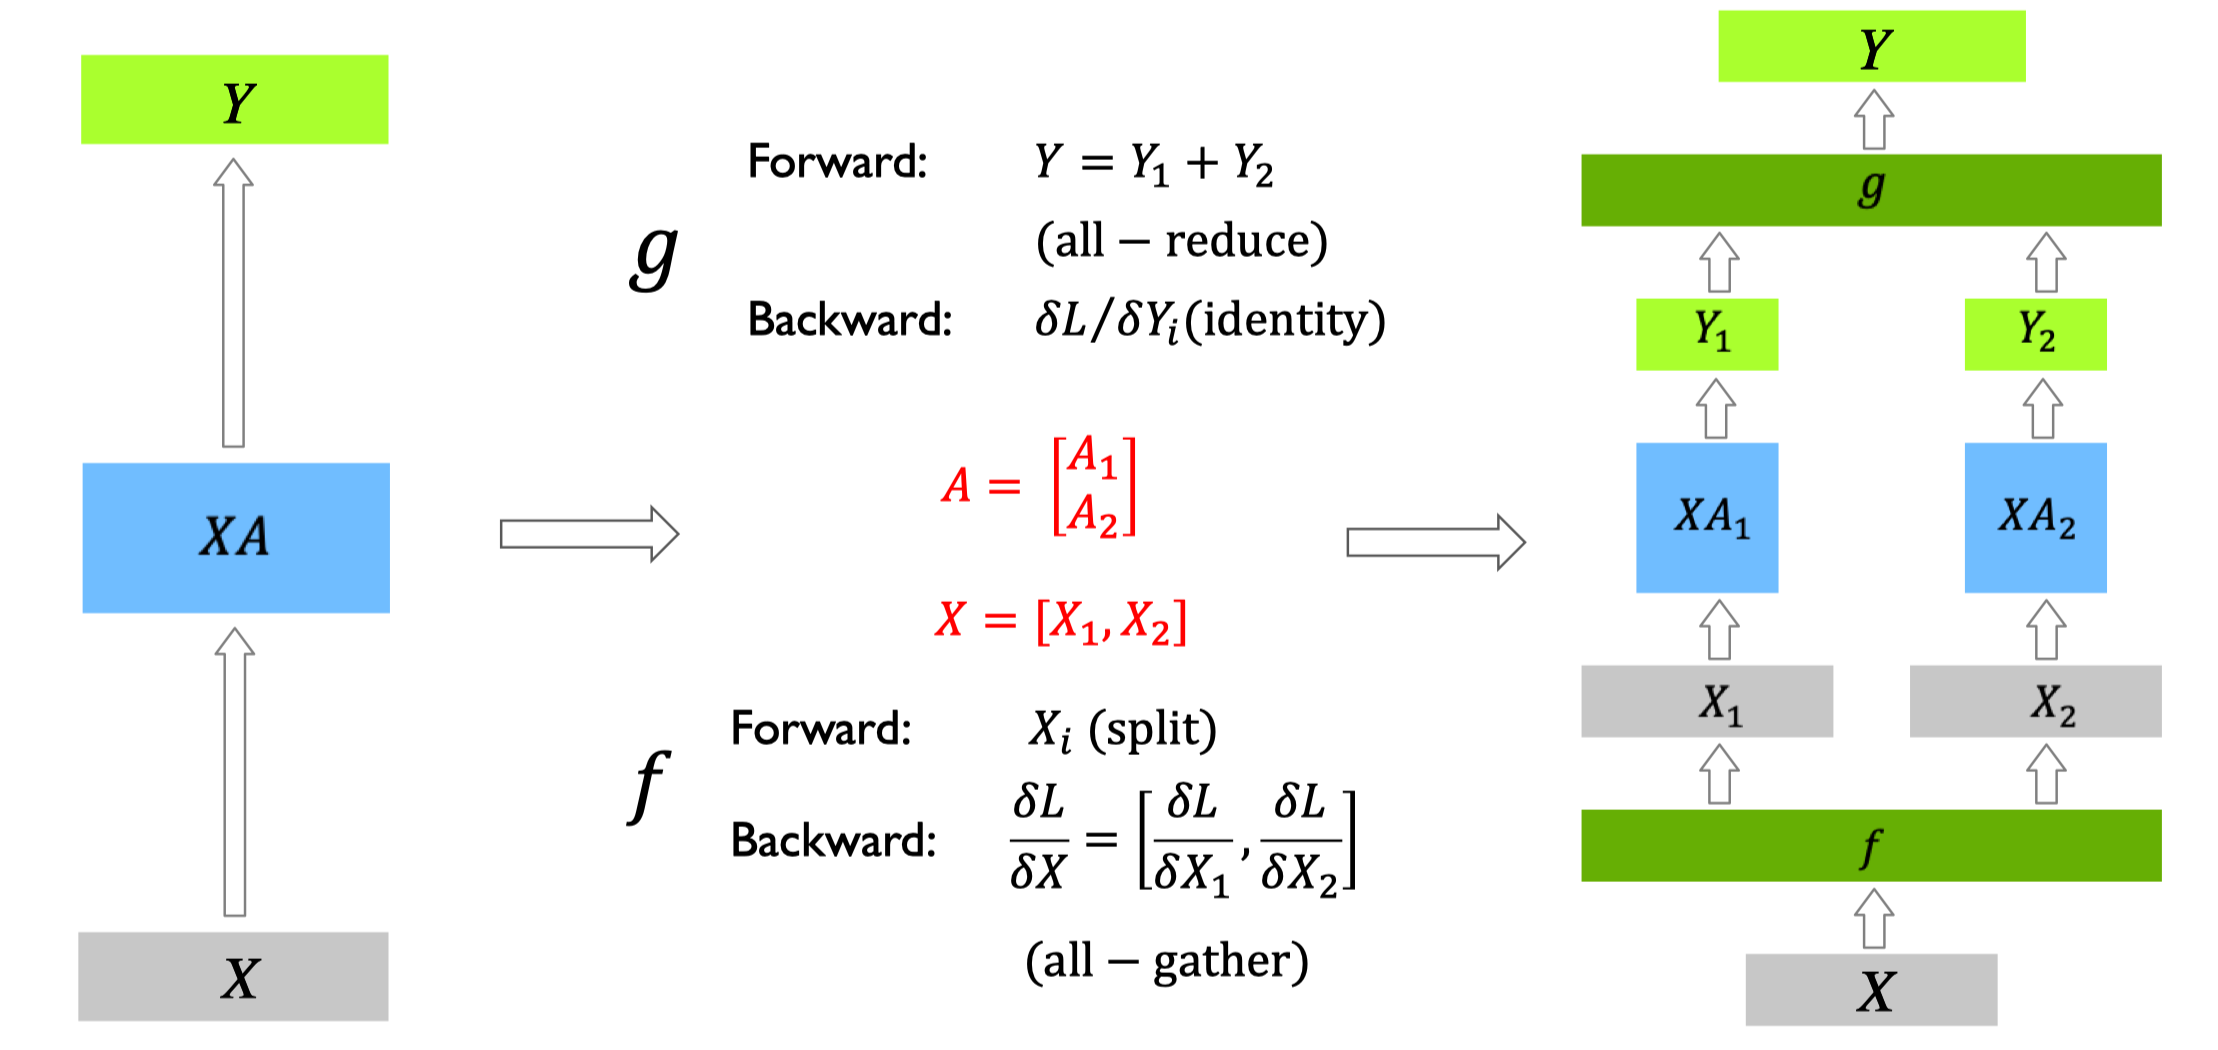 Y
XA
X
g
Forward: Y = Y₁ + Y₂
(all − reduce)
Backward: δL/δYᵢ(identity)
A = [A₁
A₂]
X = [X₁, X₂]
f
Forward: Xᵢ (split)
Backward: δL/δX = [δL/δX₁, δL/δX₂]
(all − gather)
Y
g
Y₁ Y₂
XA₁ XA₂
X₁ X₂
f
X